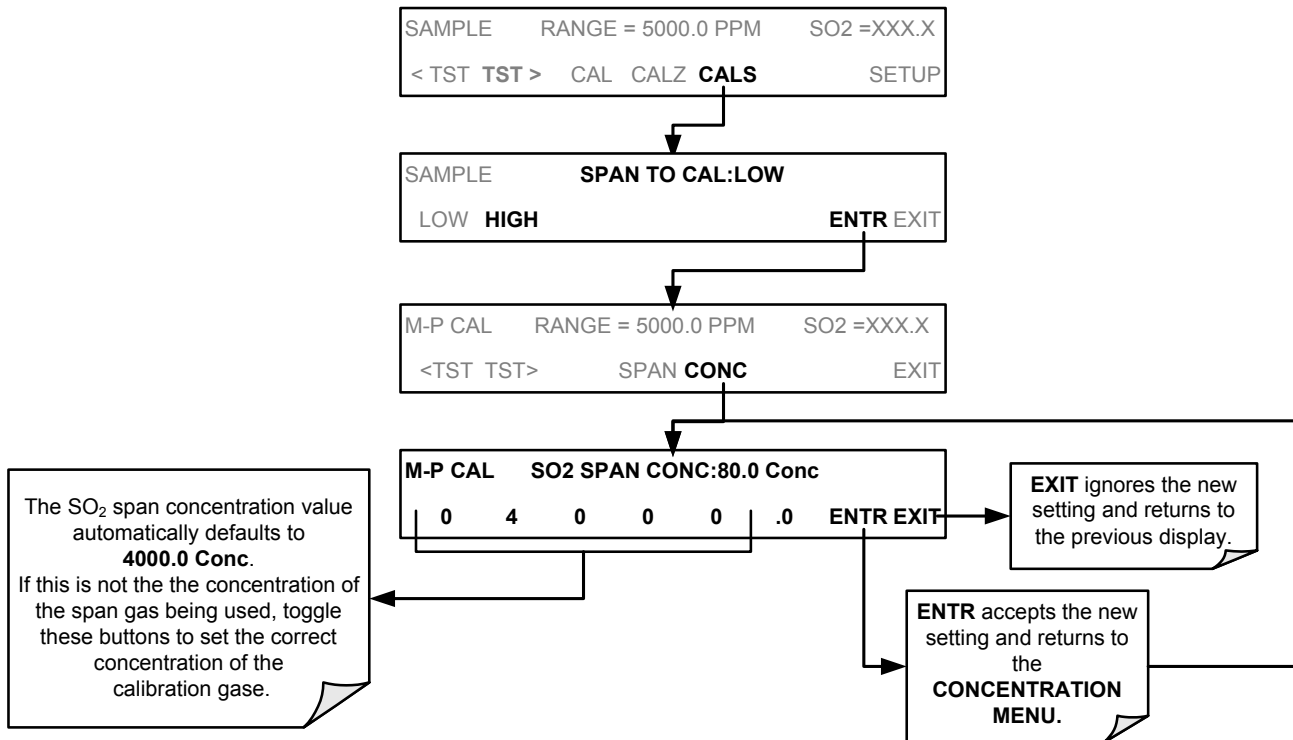 SAMPLE RANGE = 5000.0 PPM SO2 =XXX.X
< TST TST > CAL CALZ CALS SETUP
SAMPLE SPAN TO CAL:LOW
LOW HIGH ENTR EXIT
M-P CAL RANGE = 5000.0 PPM SO2 =XXX.X
<TST TST> SPAN CONC EXIT
M-P CAL SO2 SPAN CONC:80.0 Conc
0 4 0 0 0 .0 ENTR EXIT
The SO₂ span concentration value
automatically defaults to
4000.0 Conc.
If this is not the the concentration of
the span gas being used, toggle
these buttons to set the correct
concentration of the
calibration gase.
EXIT ignores the new
setting and returns to
the previous display.
ENTR accepts the new
setting and returns to
the
CONCENTRATION
MENU.